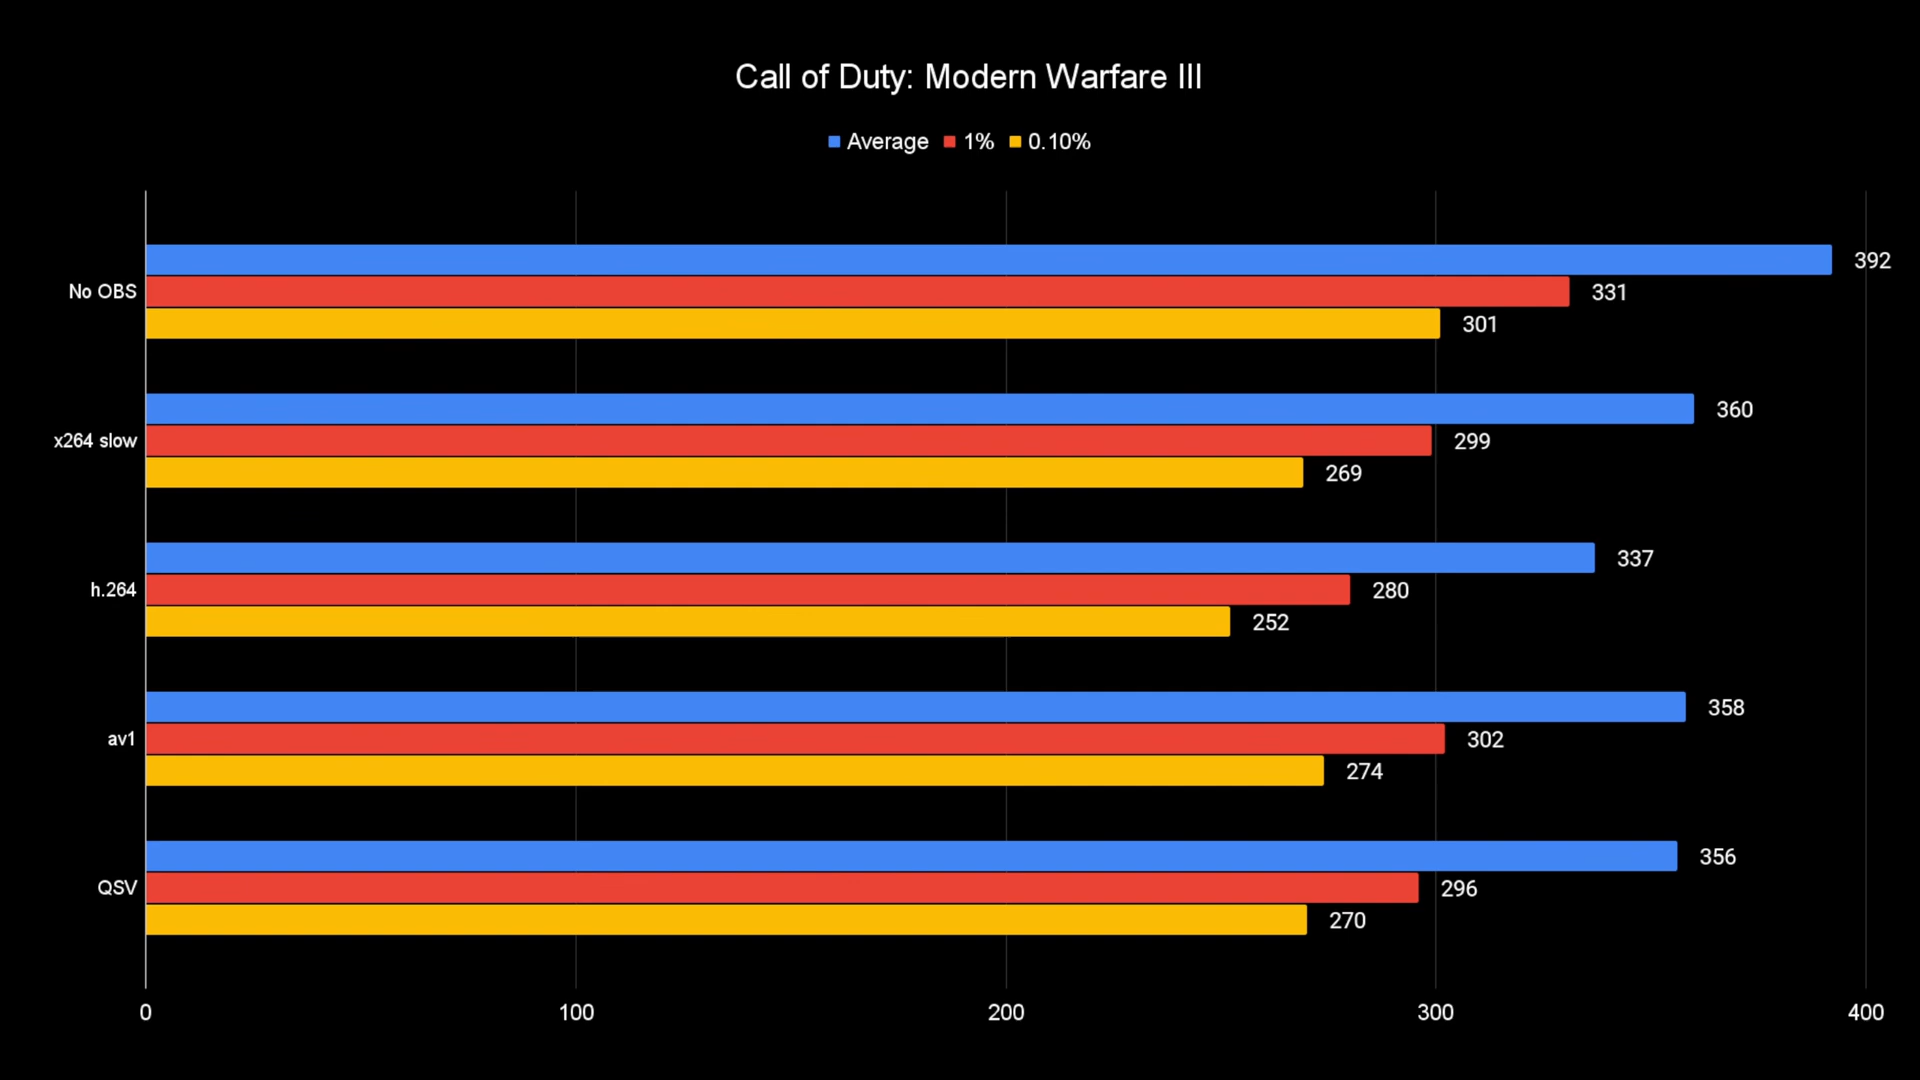 Call of Duty: Modern Warfare III
Average 1% 0.10%
No OBS
392
331
301
x264 slow
360
299
269
h.264
337
280
252
av1
358
302
274
QSV
356
296
270
0 100 200 300 400